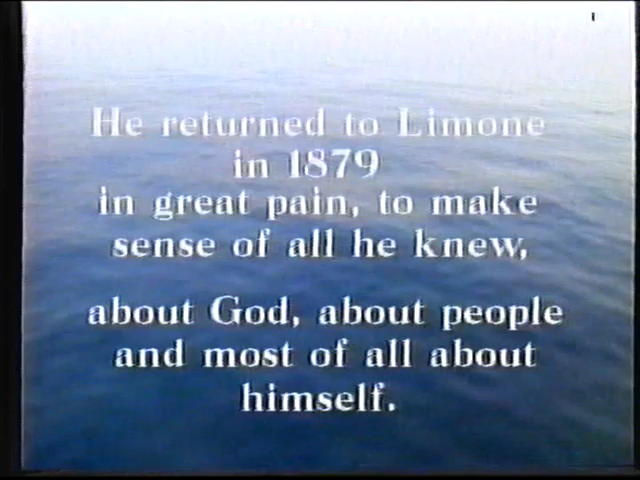 He returned to Limone
in 1879
in great pain, to make
sense of all he knew,
about God, about people
and most of all about
himself.